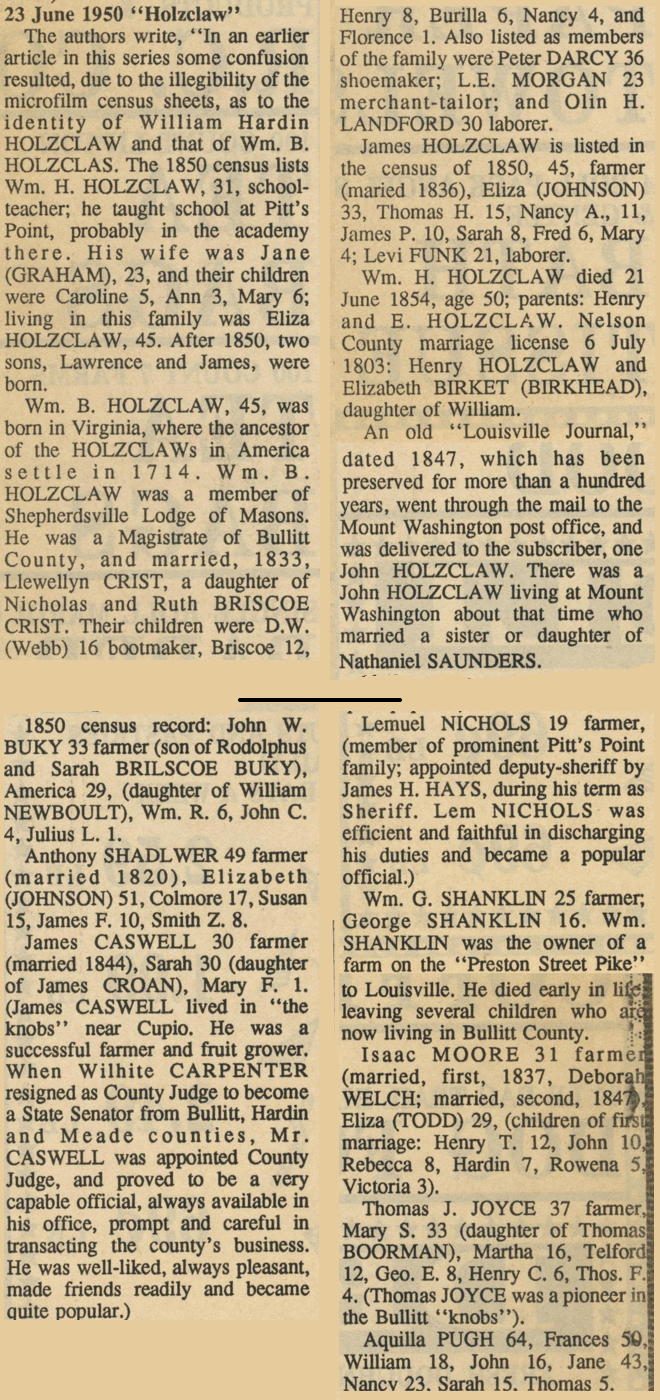 23 June 1950 “Holzclaw”
The authors write, “In an earlier
article in this series some confusion
resulted, due to the illegibility of the
microfilm census sheets, as to the
identity of William Hardin
HOLZCLAW and that of Wm. B.
HOLZCLAS. The 1850 census lists
Wm. H. HOLZCLAW, 31, school-
teacher; he taught school at Pitt's
Point, probably in the academy
there. His wife was Jane
(GRAHAM), 23, and their children
were Caroline 5, Ann 3, Mary 6;
living in this family was Eliza
HOLZCLAW, 45. After 1850, two
sons, Lawrence and James, were
born.
Wm. B. HOLZCLAW, 45, was
born in Virginia, where the ancestor
of the HOLZCLAWs in America
settle in 1714. Wm. B.
HOLZCLAW was a member of
Shepherdsville Lodge of Masons.
He was a Magistrate of Bullitt
County, and married, 1833,
Llewellyn CRIST, a daughter of
Nicholas and Ruth BRISCOE
CRIST. Their children were D.W.
(Webb) 16 bootmaker, Briscoe 12,
Henry 8, Burilla 6, Nancy 4, and
Florence 1. Also listed as members
of the family were Peter DARCY 36
shoemaker; L.E. MORGAN 23
merchant-tailor; and Olin H.
LANDFORD 30 laborer.
James HOLZCLAW is listed in
the census of 1850, 45, farmer
(maried 1836), Eliza (JOHNSON)
33, Thomas H. 15, Nancy A., 11,
James P. 10, Sarah 8, Fred 6, Mary
4; Levi FUNK 21, laborer.
Wm. H. HOLZCLAW died 21
June 1854, age 50; parents: Henry
and E. HOLZCLAW. Nelson
County marriage license 6 July
1803: Henry HOLZCLAW and
Elizabeth BIRKET (BIRKHEAD),
daughter of William.
An old “Louisville Journal,”
dated 1847, which has been
preserved for more than a hundred
years, went through the mail to the
Mount Washington post office, and
was delivered to the subscriber, one
John HOLZCLAW. There was a
John HOLZCLAW living at Mount
Washington about that time who
married a sister or daughter of
Nathaniel SAUNDERS.
1850 census record: John W.
BUKY 33 farmer (son of Rodolphus
and Sarah BRILSCOE BUKY),
America 29, (daughter of William
NEWBOULT), Wm. R. 6, John C.
4, Julius L. 1.
Anthony SHADLWER 49 farmer
(married 1820), Elizabeth
(JOHNSON) 51, Colmore 17, Susan
15, James F. 10, Smith Z. 8.
James CASWELL 30 farmer
(married 1844), Sarah 30 (daughter
of James CROAN), Mary F. 1.
(James CASWELL lived in “the
knobs” near Cupio. He was a
successful farmer and fruit grower.
When Wilhite CARPENTER
resigned as County Judge to become
a State Senator from Bullitt, Hardin
and Meade counties, Mr.
CASWELL was appointed County
Judge, and proved to be a very
capable official, always available in
his office, prompt and careful in
transacting the county's business.
He was well-liked, always pleasant,
made friends readily and became
quite popular.)
Lemuel NICHOLS 19 farmer,
(member of prominent Pitt's Point
family; appointed deputy-sheriff by
James H. HAYS, during his term as
Sheriff. Lem NICHOLS was
efficient and faithful in discharging
his duties and became a popular
official.)
Wm. G. SHANKLIN 25 farmer;
George SHANKLIN 16. Wm.
SHANKLIN was the owner of a
farm on the “Preston Street Pike”
to Louisville. He died early in life
leaving several children who are
now living in Bullitt County.
Isaac MOORE 31 farmer
(married, first, 1837, Deborah
WELCH; married, second, 1847,
Eliza (TODD) 29, (children of first
marriage: Henry T. 12, John 10,
Rebecca 8, Hardin 7, Rowena 5,
Victoria 3).
Thomas J. JOYCE 37 farmer,
Mary S. 33 (daughter of Thomas
BOORMAN), Martha 16, Telford
12, Geo. E. 8, Henry C. 6, Thos. F.
4. (Thomas JOYCE was a pioneer in
the Bullitt “knobs”).
Aquilla PUGH 64, Frances 50,
William 18, John 16, Jane 43,
Nancy 23, Sarah 15, Thomas 5.